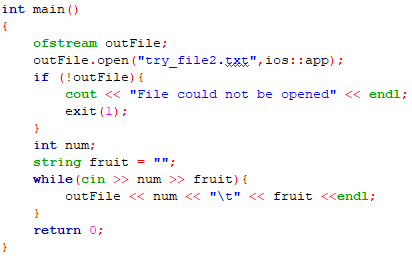 int main()
{
    ofstream outFile;
    outFile.open("try_file2.txt",ios::app);
    if (!outFile){
        cout << "File could not be opened" << endl;
        exit(1);
    }
    int num;
    string fruit = "";
    while(cin >> num >> fruit){
        outFile << num << "\t" << fruit <<endl;
    }
    return 0;
}